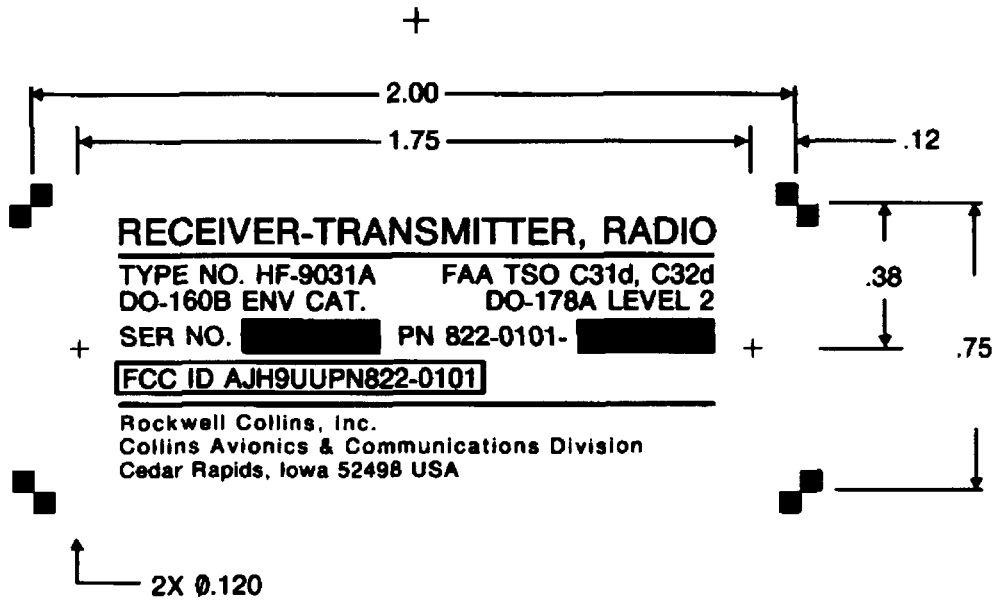 2.00
1.75
.12
RECEIVER-TRANSMITTER, RADIO
TYPE NO. HF-9031A FAA TSO C31d, C32d
DO-160B ENV CAT. DO-178A LEVEL 2
.38
SER NO. PN 822-0101-
.75
FCC ID AJH9UUPN822-0101
Rockwell Collins, Inc.
Collins Avionics & Communications Division
Cedar Rapids, Iowa 52498 USA
2X Ø.120